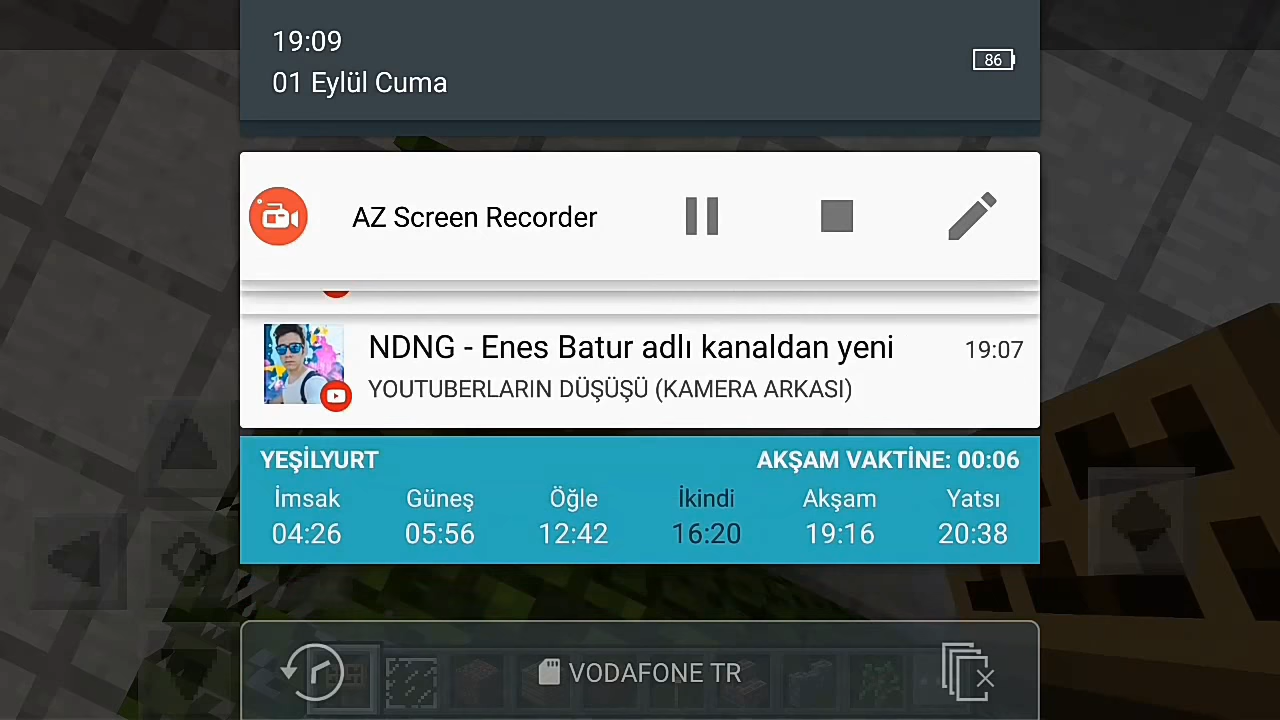 19:09
86
01 Eylül Cuma
AZ Screen Recorder
NDNG - Enes Batur adlı kanaldan yeni
19:07
YOUTUBERLARIN DÜŞÜŞÜ (KAMERA ARKASI)
YEŞİLYURT
AKŞAM VAKTİNE: 00:06
İmsak Güneş Öğle İkindi Akşam Yatsı
04:26 05:56 12:42 16:20 19:16 20:38
VODAFONE TR